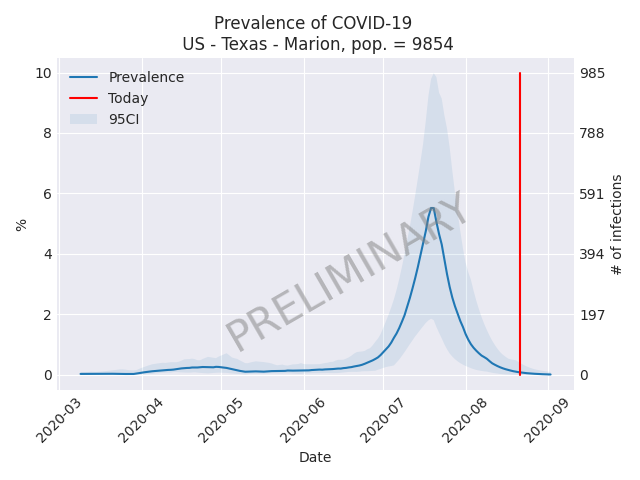 Prevalence of COVID-19
US - Texas - Marion, pop. = 9854
Prevalence
Today
95CI
10
8
6
4
2
0
%
985
788
591
394
197
0
# of infections
PRELIMINARY
2020-03
2020-04
2020-05
2020-06
2020-07
2020-08
2020-09
Date